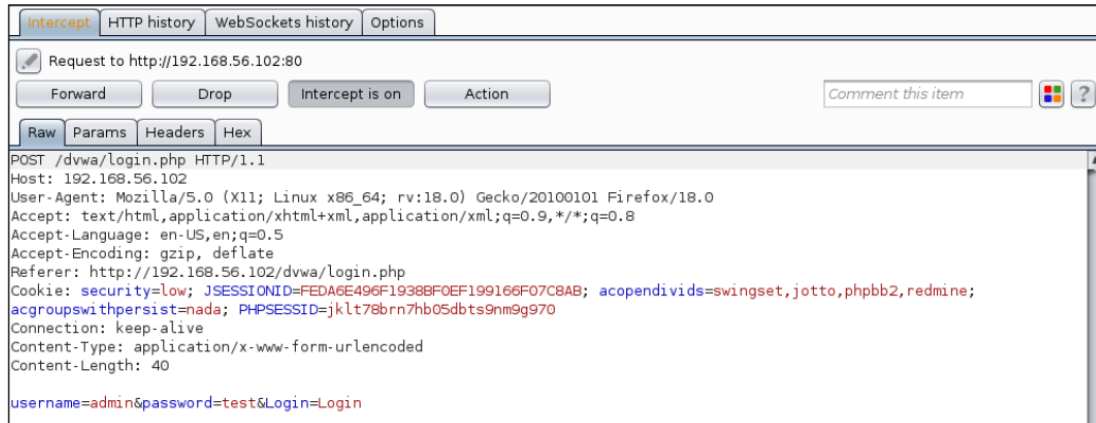 Intercept HTTP history WebSockets history Options
Request to http://192.168.56.102:80
Forward Drop Intercept is on Action Comment this item ?
Raw Params Headers Hex
POST /dvwa/login.php HTTP/1.1
Host: 192.168.56.102
User-Agent: Mozilla/5.0 (X11; Linux x86_64; rv:18.0) Gecko/20100101 Firefox/18.0
Accept: text/html,application/xhtml+xml,application/xml;q=0.9,*/*;q=0.8
Accept-Language: en-US,en;q=0.5
Accept-Encoding: gzip, deflate
Referer: http://192.168.56.102/dvwa/login.php
Cookie: security=low; JSESSIONID=FEDA6E496F1938BF0EF199166F07C8AB; acopendivids=swingset,jotto,phpbb2,redmine;
acgroupswithpersist=nada; PHPSESSID=jklt78brn7hb05dbts9nm9g970
Connection: keep-alive
Content-Type: application/x-www-form-urlencoded
Content-Length: 40
username=admin&password=test&Login=Login